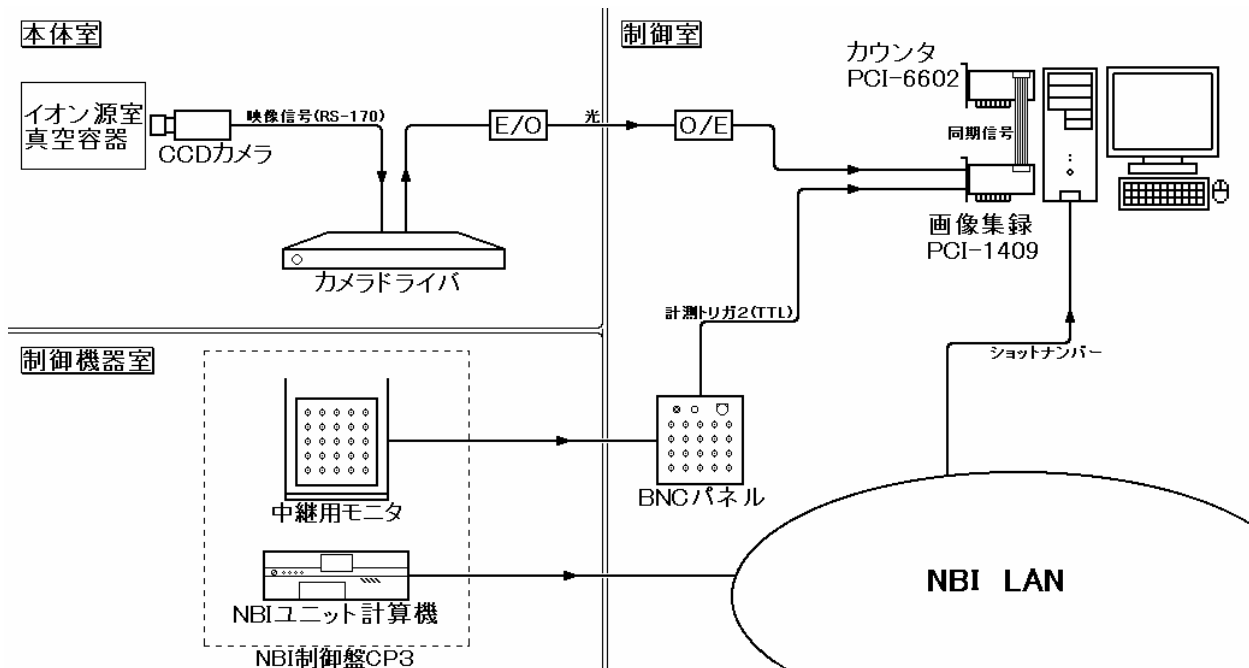 本体室
イオン源室
真空容器
映像信号(RS-170)
CCDカメラ
E/O
光
カメラドライバ
制御室
O/E
カウンタ
PCI-6602
同期信号
画像集録
PCI-1409
計測トリガ2(TTL)
ショットナンバー
BNCパネル
制御機器室
中継用モニタ
NBIユニット計算機
NBI制御盤CP3
NBI LAN